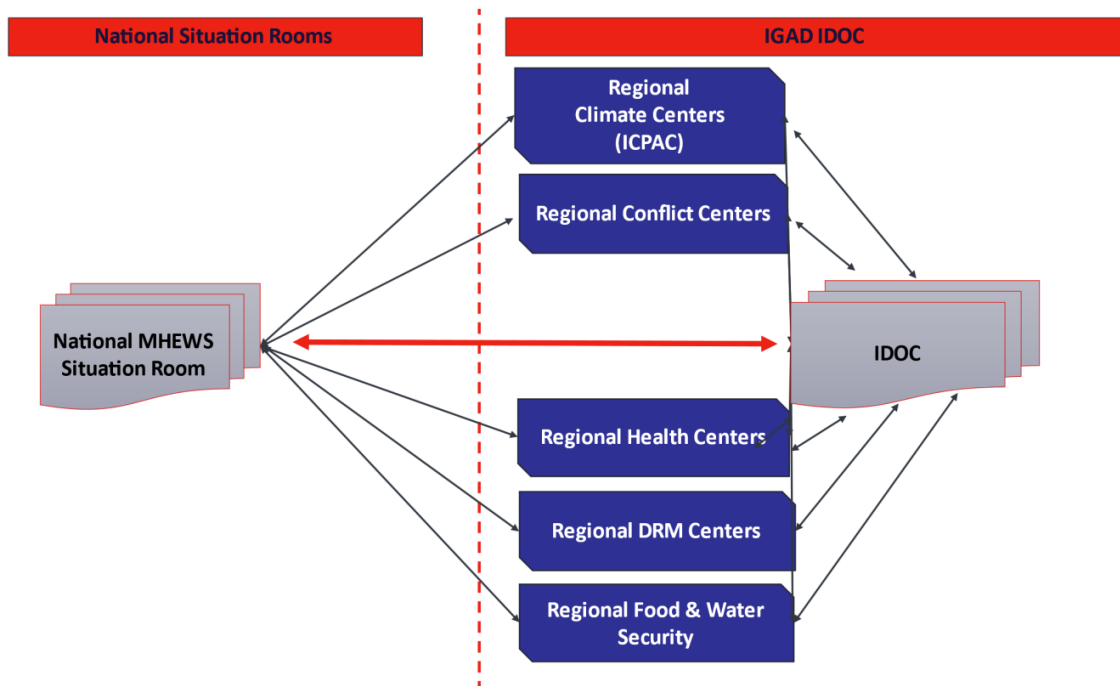 National Situation Rooms
IGAD IDOC
Regional
Climate Centers
(ICPAC)
Regional Conflict Centers
National MHEWS
Situation Room
IDOC
Regional Health Centers
Regional DRM Centers
Regional Food & Water
Security